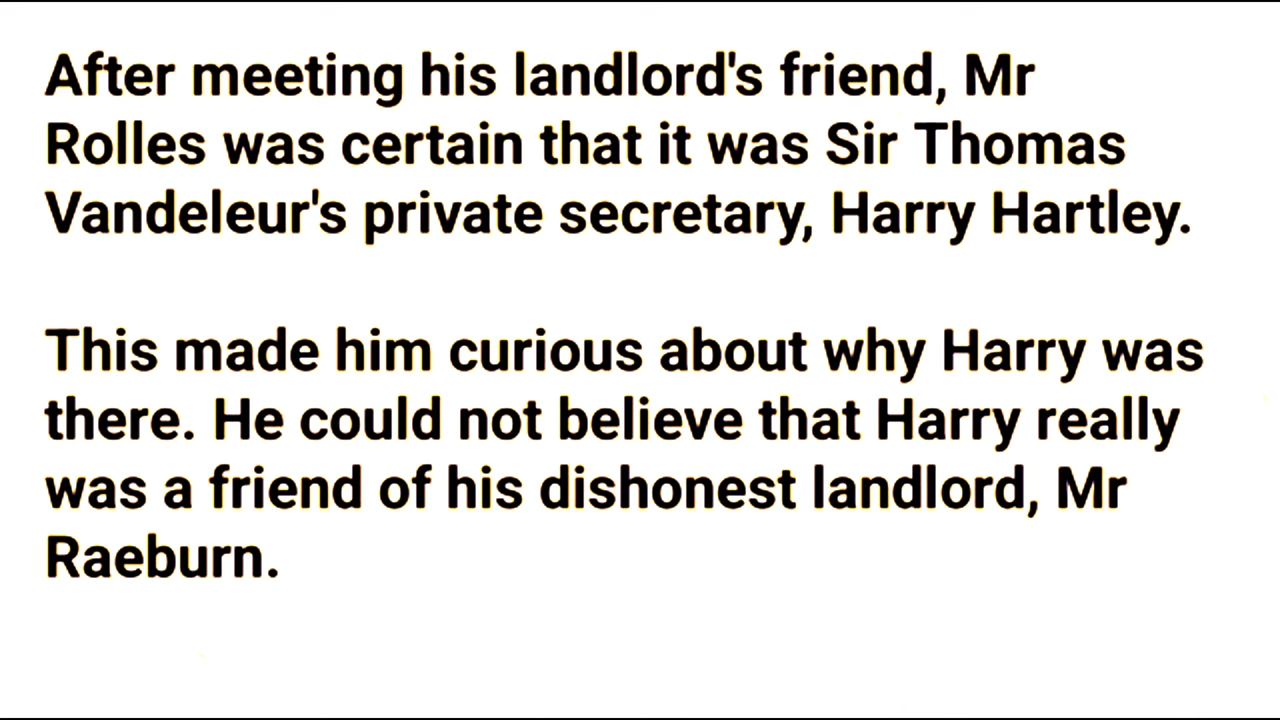 After meeting his landlord's friend, Mr
Rolles was certain that it was Sir Thomas
Vandeleur's private secretary, Harry Hartley.
This made him curious about why Harry was
there. He could not believe that Harry really
was a friend of his dishonest landlord, Mr
Raeburn.